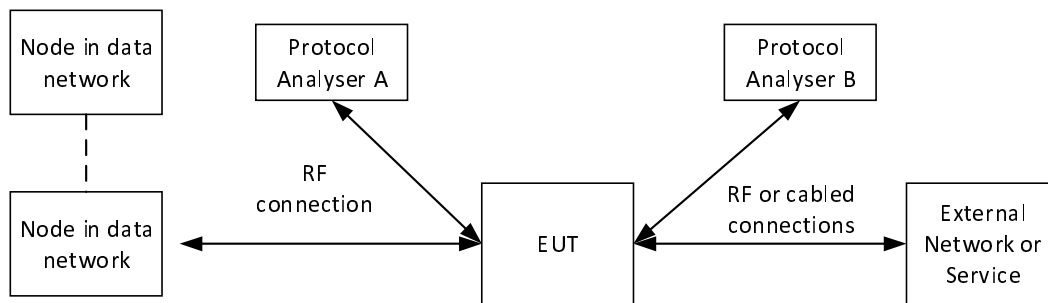 Node in data
network
Protocol
Analyser A
Protocol
Analyser B
RF
connection
Node in data
network
EUT
RF or cabled
connections
External
Network or
Service